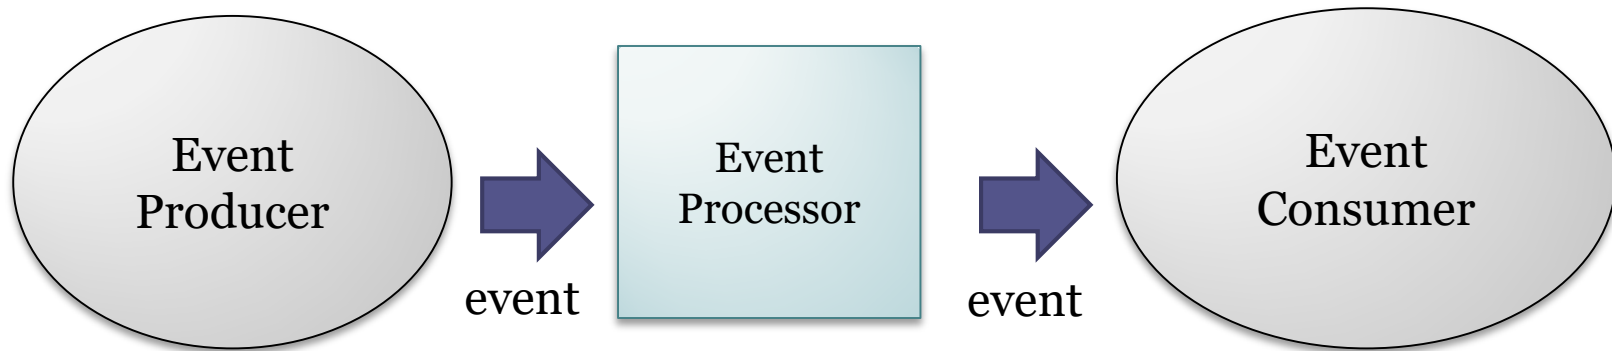 Event
Producer
event
Event
Processor
event
Event
Consumer